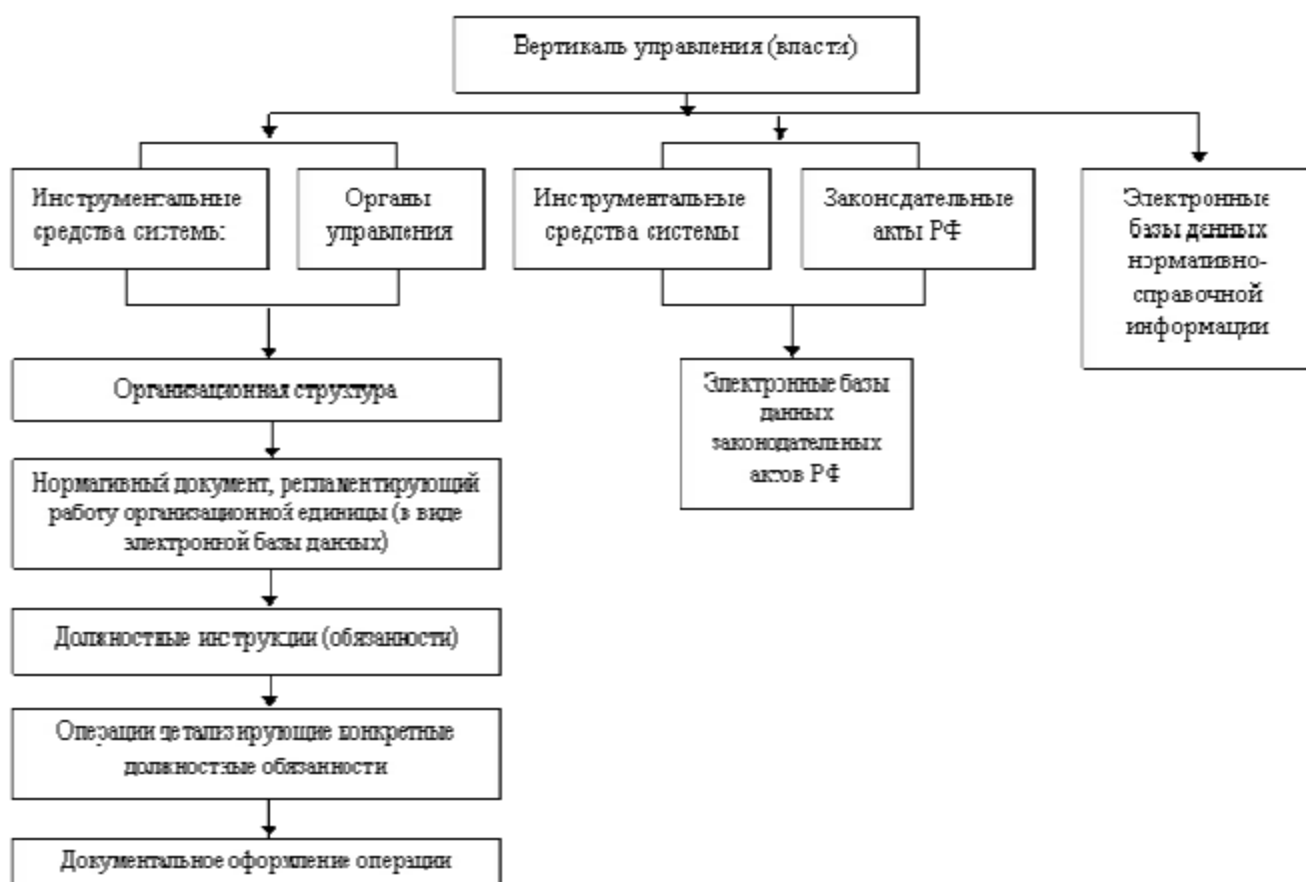 Вертикаль управления (власти)
Инструментальные
средства системы
Органы
управления
Инструментальные
средства системы
Законодательные
акты РФ
Электронные
базы данных
нормативно-
справочной
информации
Организационная структура
Электронные базы
данных
законодательных
актов РФ
Нормативный документ, регламентирующий
работу организационной единицы (в виде
электронной базы данных)
Должностные инструкции (обязанности)
Операции детализирующие конкретные
должностные обязанности
Документальное оформление операции